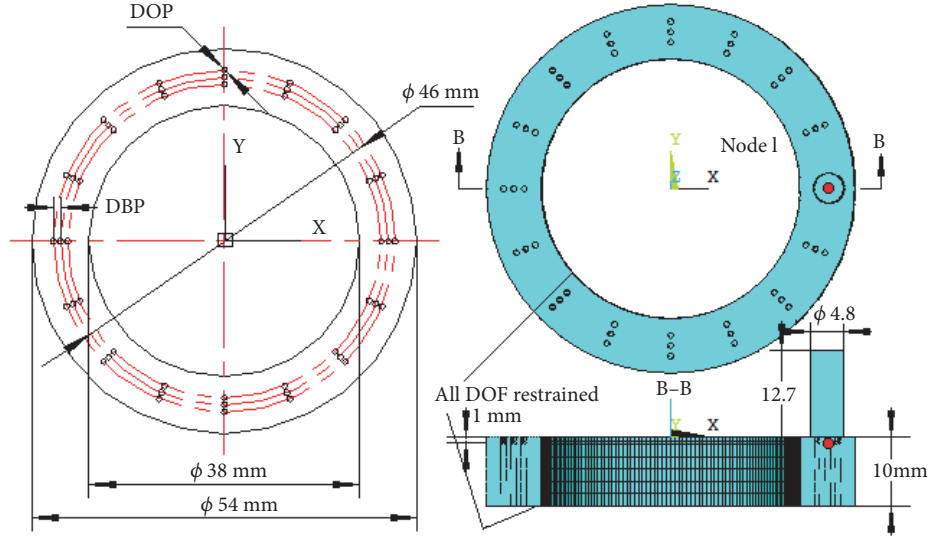 DOP
ϕ 46 mm
Y
X
DBP
ϕ 38 mm
ϕ 54 mm
B
Y
Z
X
Node 1
B
All DOF restrained
1 mm
B–B
Y
X
ϕ 4.8
12.7
10mm